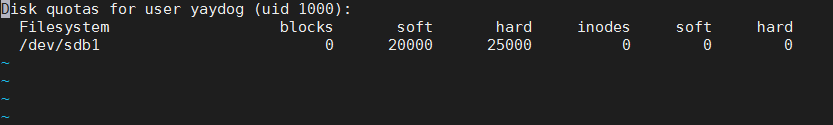 Disk quotas for user yaydog (uid 1000):
  Filesystem                   blocks       soft       hard     inodes     soft     hard
  /dev/sdb1                         0      20000      25000          0        0        0
~
~
~
~